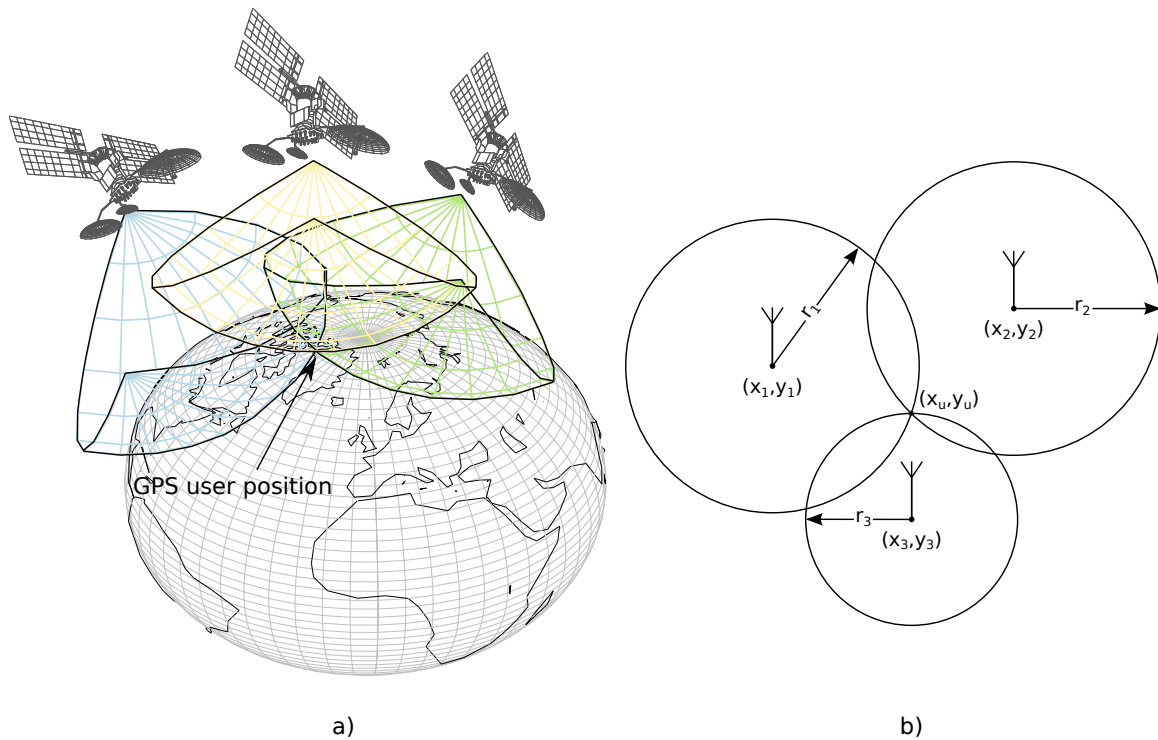 GPS user position
a)
r₁
(x₁,y₁)
r₂
(x₂,y₂)
(xᵤ,yᵤ)
r₃
(x₃,y₃)
b)